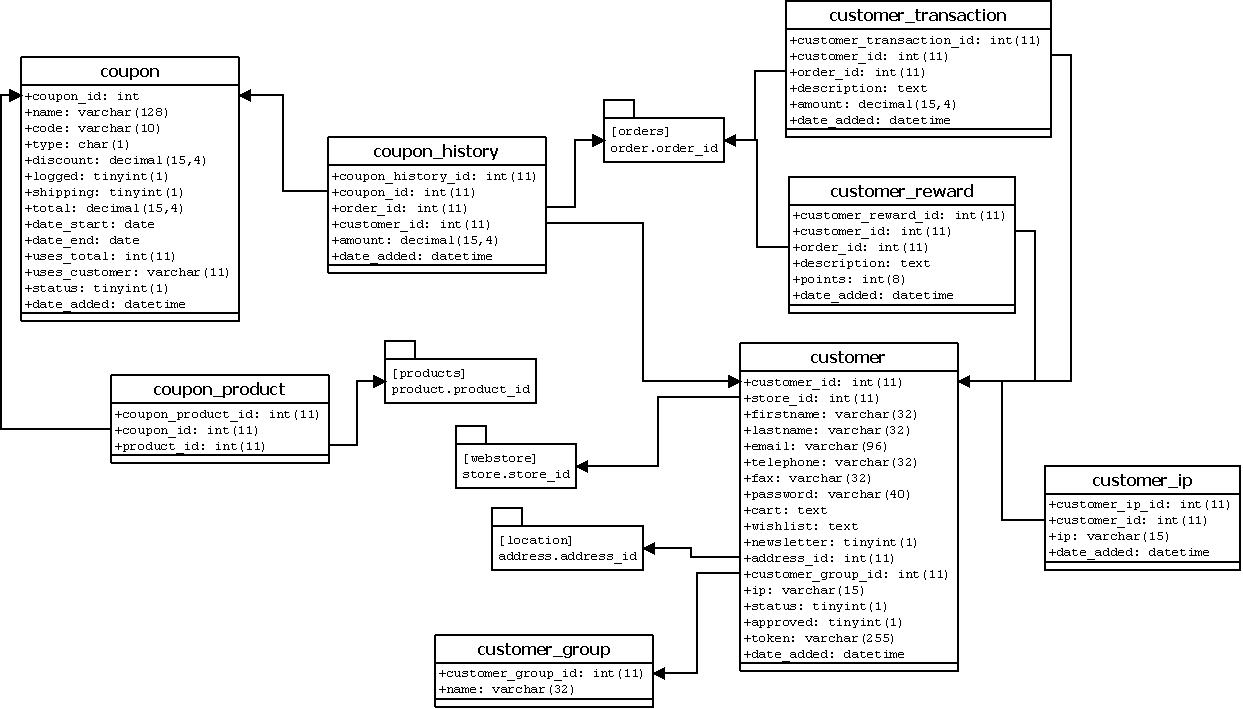 customer_transaction
+customer_transaction_id: int(11)
+customer_id: int(11)
+order_id: int(11)
+description: text
+amount: decimal(15,4)
+date_added: datetime
coupon
+coupon_id: int
+name: varchar(128)
+code: varchar(10)
+type: char(1)
+discount: decimal(15,4)
+logged: tinyint(1)
+shipping: tinyint(1)
+total: decimal(15,4)
+date_start: date
+date_end: date
+uses_total: int(11)
+uses_customer: varchar(11)
+status: tinyint(1)
+date_added: datetime
coupon_history
+coupon_history_id: int(11)
+coupon_id: int(11)
+order_id: int(11)
+customer_id: int(11)
+amount: decimal(15,4)
+date_added: datetime
[orders]
order.order_id
customer_reward
+customer_reward_id: int(11)
+customer_id: int(11)
+order_id: int(11)
+description: text
+points: int(8)
+date_added: datetime
coupon_product
+coupon_product_id: int(11)
+coupon_id: int(11)
+product_id: int(11)
[products]
product.product_id
customer
+customer_id: int(11)
+store_id: int(11)
+firstname: varchar(32)
+lastname: varchar(32)
+email: varchar(96)
+telephone: varchar(32)
+fax: varchar(32)
+password: varchar(40)
+cart: text
+wishlist: text
+newsletter: tinyint(1)
+address_id: int(11)
+customer_group_id: int(11)
+ip: varchar(15)
+status: tinyint(1)
+approved: tinyint(1)
+token: varchar(255)
+date_added: datetime
[webstore]
store.store_id
[location]
address.address_id
customer_ip
+customer_ip_id: int(11)
+customer_id: int(11)
+ip: varchar(15)
+date_added: datetime
customer_group
+customer_group_id: int(11)
+name: varchar(32)